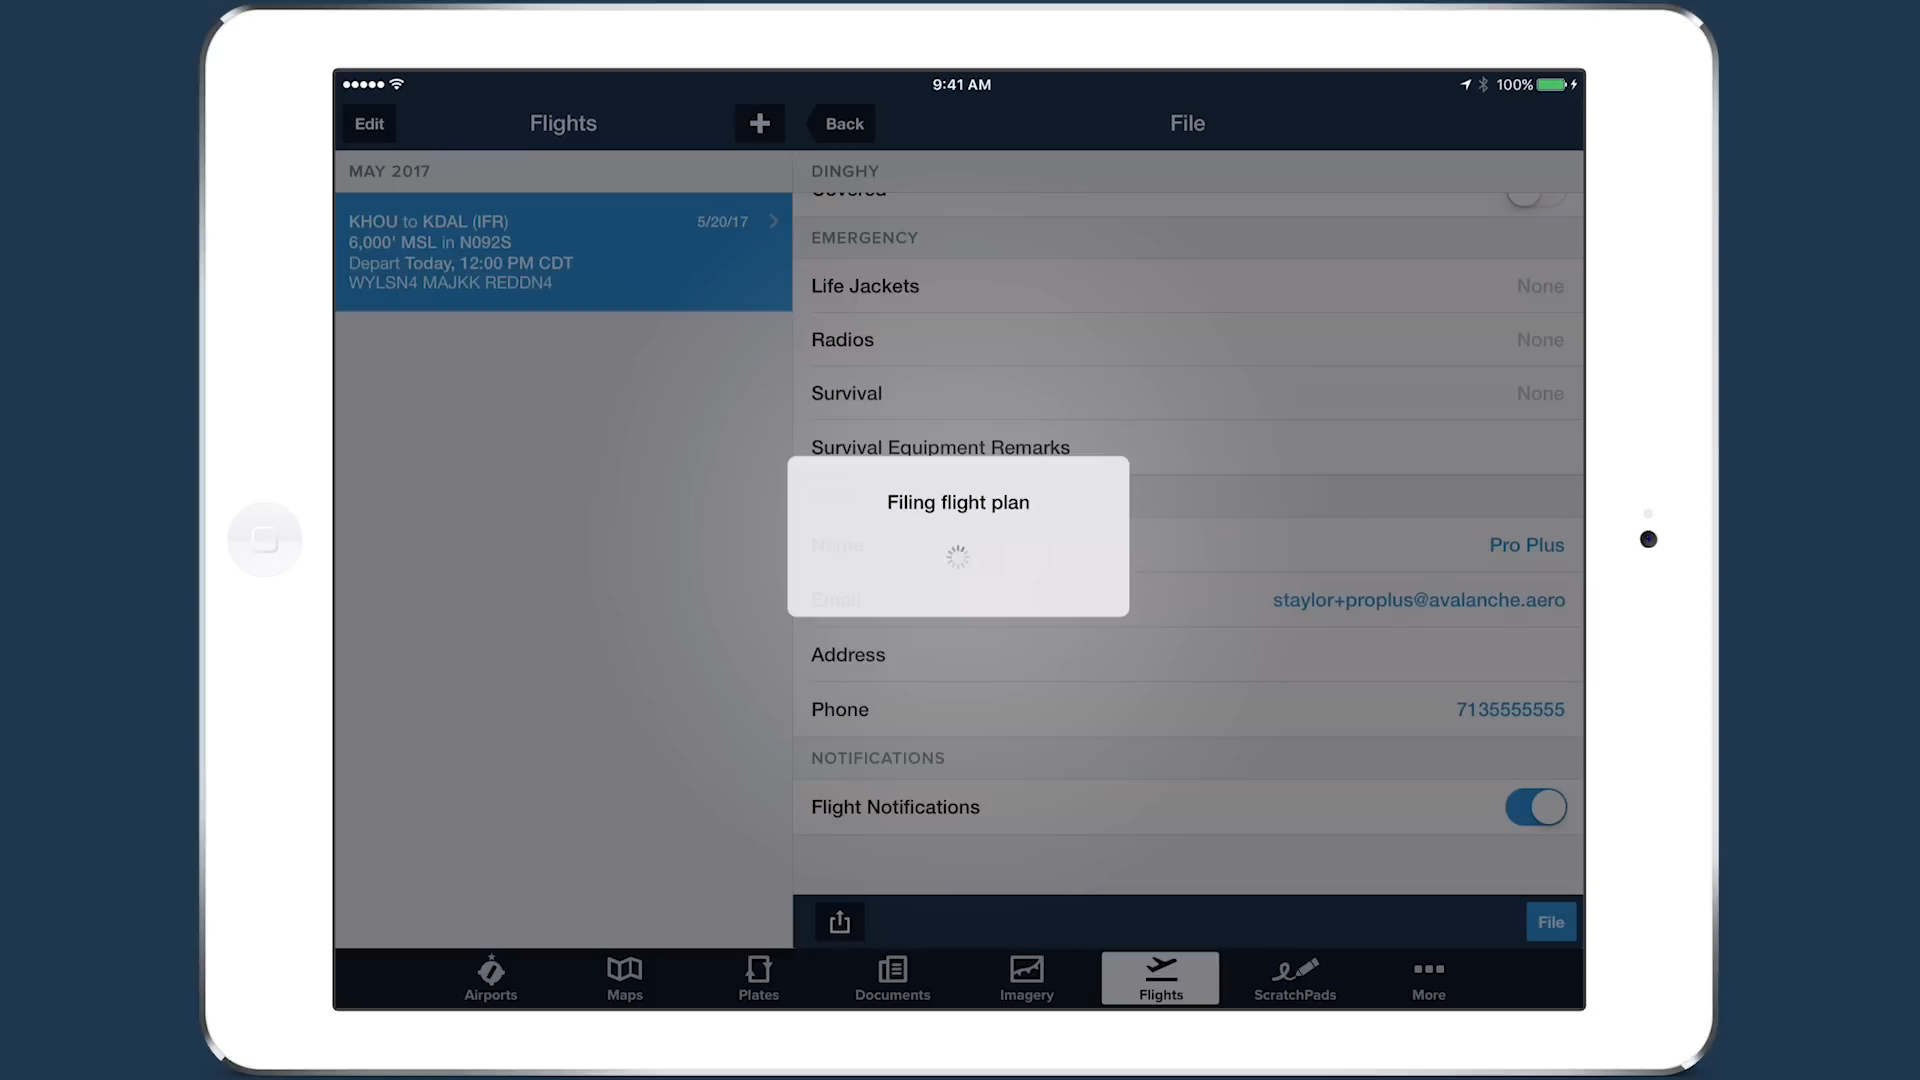 9:41 AM
100%
Edit
Flights
Back
File
MAY 2017
KHOU to KDAL (IFR)
5/20/17
6,000' MSL in N092S
Depart Today, 12:00 PM CDT
WYLSN4 MAJKK REDDN4
DINGHY
Covered
EMERGENCY
Life Jackets
None
Radios
None
Survival
None
Survival Equipment Remarks
Filing flight plan
Name
Pro Plus
Email
staylor+proplus@avalanche.aero
Address
Phone
7135555555
NOTIFICATIONS
Flight Notifications
File
Airports
Maps
Plates
Documents
Imagery
Flights
ScratchPads
More